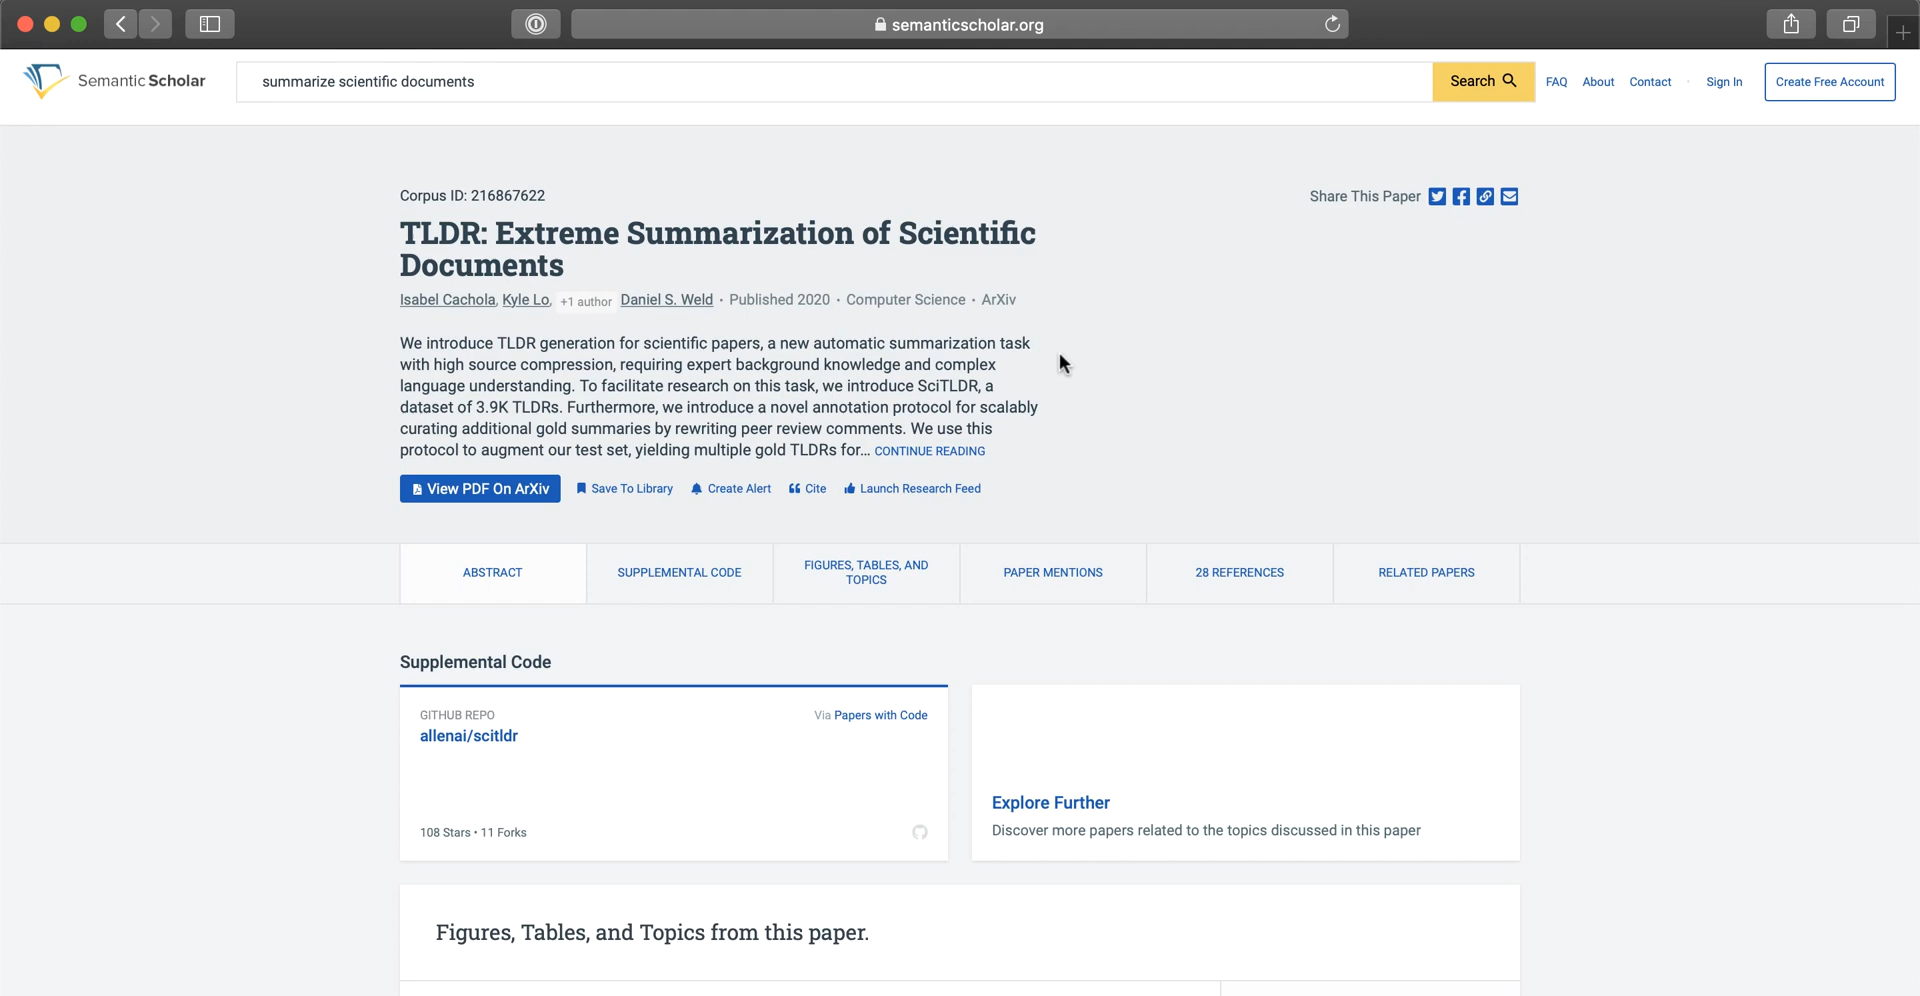 semanticscholar.org
Semantic Scholar
summarize scientific documents
Search
FAQ About Contact Sign In Create Free Account
Corpus ID: 216867622
Share This Paper
TLDR: Extreme Summarization of Scientific
Documents
Isabel Cachola, Kyle Lo, +1 author Daniel S. Weld · Published 2020 · Computer Science · ArXiv
We introduce TLDR generation for scientific papers, a new automatic summarization task
with high source compression, requiring expert background knowledge and complex
language understanding. To facilitate research on this task, we introduce SciTLDR, a
dataset of 3.9K TLDRs. Furthermore, we introduce a novel annotation protocol for scalably
curating additional gold summaries by rewriting peer review comments. We use this
protocol to augment our test set, yielding multiple gold TLDRs for... CONTINUE READING
View PDF On ArXiv Save To Library Create Alert Cite Launch Research Feed
ABSTRACT
SUPPLEMENTAL CODE
FIGURES, TABLES, AND
TOPICS
PAPER MENTIONS
28 REFERENCES
RELATED PAPERS
Supplemental Code
GITHUB REPO
Via Papers with Code
allenai/scitldr
108 Stars • 11 Forks
Explore Further
Discover more papers related to the topics discussed in this paper
Figures, Tables, and Topics from this paper.